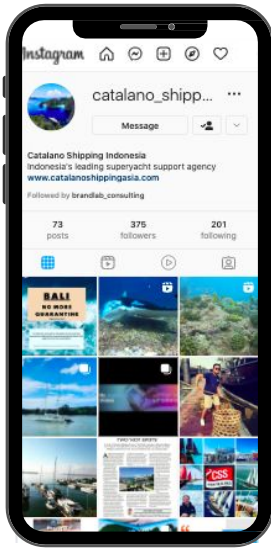 Instagram
catalano_shipp...
Message
Catalano Shipping Indonesia
Indonesia's leading superyacht support agency
www.catalanoshippingasia.com
Followed by brandlab_consulting
73 375 201
posts followers following
BALI
NO MORE
QUARANTINE
CSS